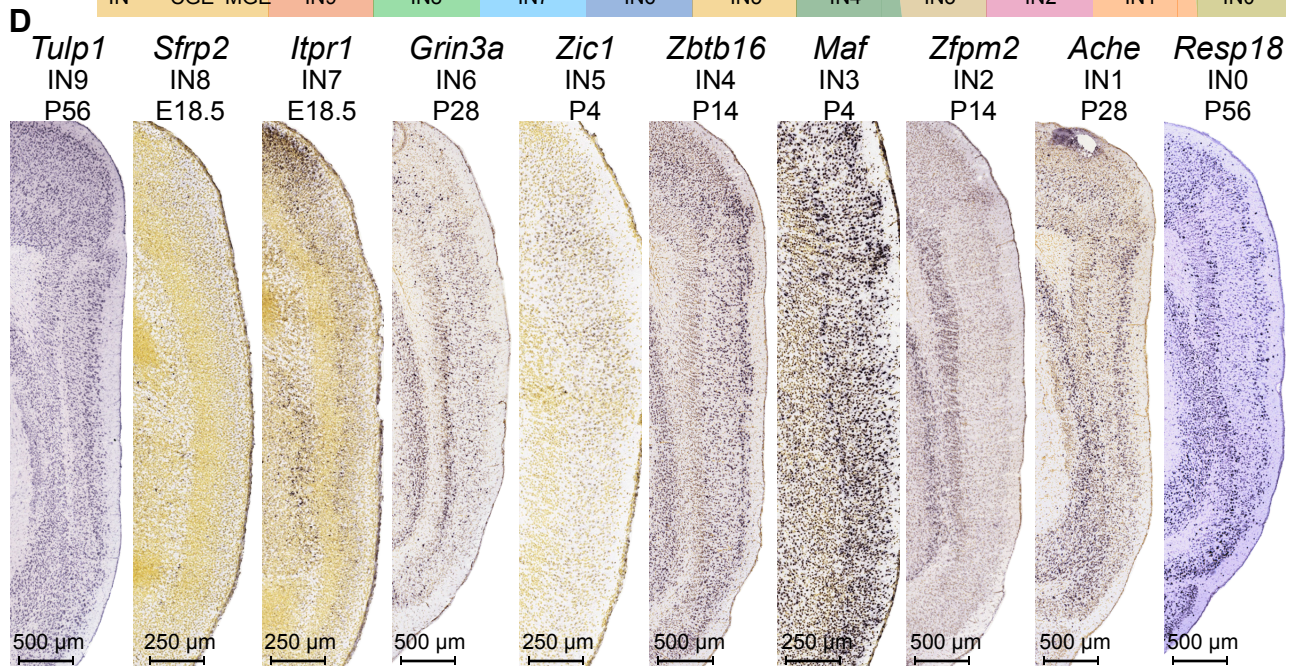 D
Tulp1 Sfrp2 Itpr1 Grin3a Zic1 Zbtb16 Maf Zfpm2 Ache Resp18
IN9 IN8 IN7 IN6 IN5 IN4 IN3 IN2 IN1 IN0
P56 E18.5 E18.5 P28 P4 P14 P4 P14 P28 P56
500 µm 250 µm 250 µm 500 µm 250 µm 500 µm 250 µm 500 µm 500 µm 500 µm